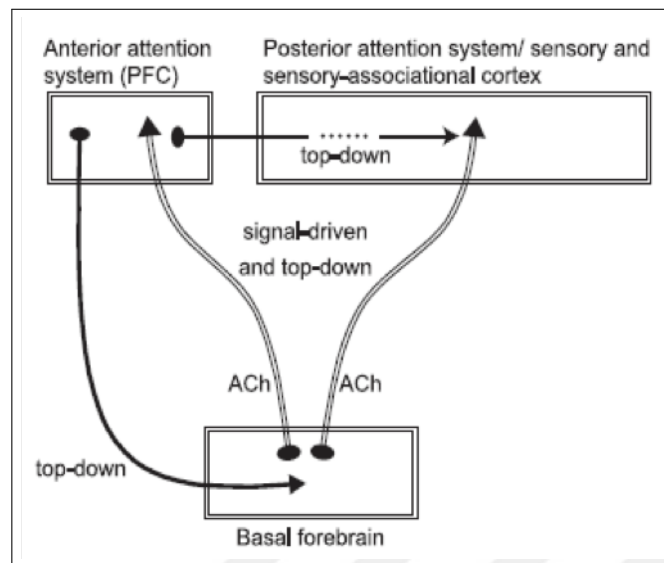 Anterior attention
system (PFC)
Posterior attention system/ sensory and
sensory-associational cortex
top-down
signal-driven
and top-down
ACh
ACh
top-down
Basal forebrain